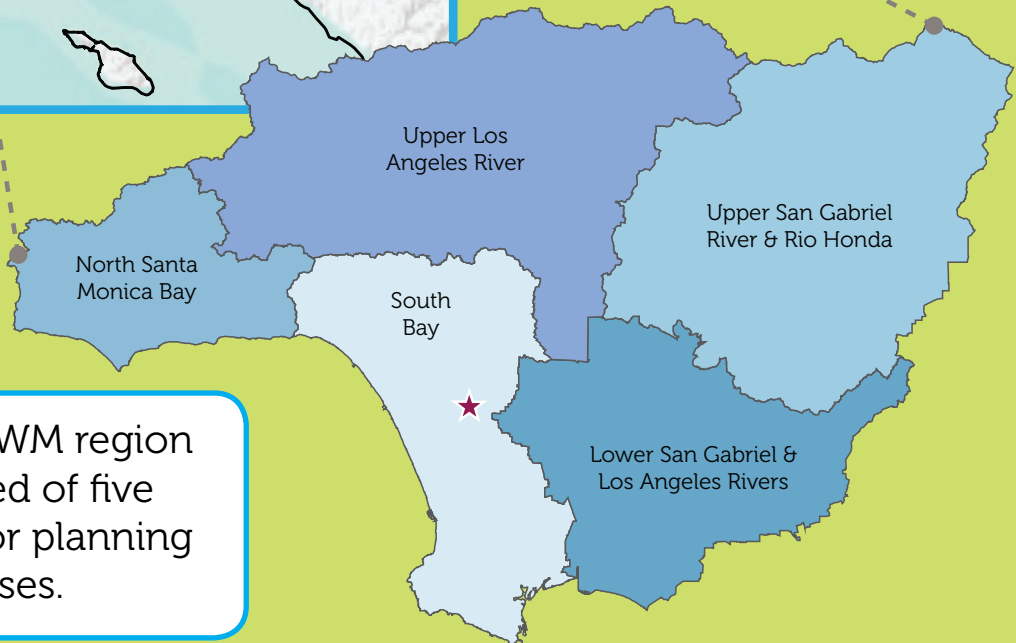 Upper Los
Angeles River
Upper San Gabriel
River & Rio Honda
North Santa
Monica Bay
South
Bay
Lower San Gabriel &
Los Angeles Rivers
WM region
ed of five
or planning
ses.